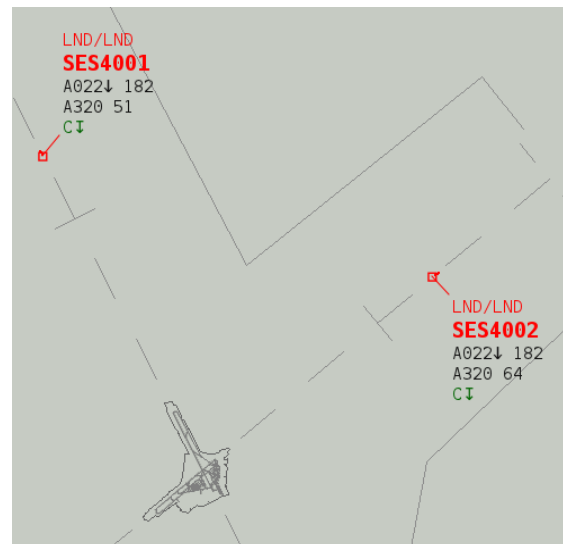 LND/LND
SES4001
A022↓ 182
A320 51
C↧
LND/LND
SES4002
A022↓ 182
A320 64
C↧